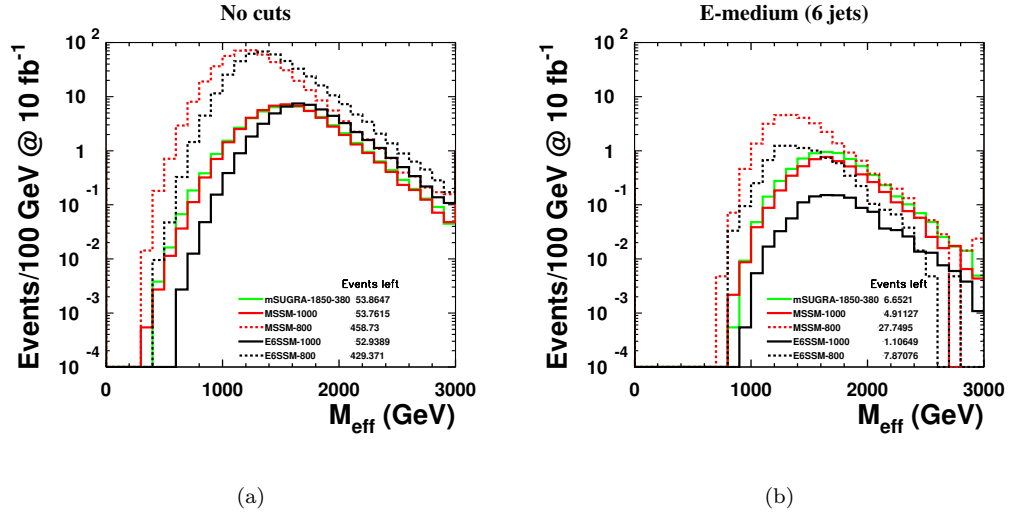 No cuts
Events/100 GeV @ 10 fb-1
10 2
10
1
10 -1
10 -2
10 -3
10 -4
Events left
mSUGRA-1850-380 53.8647
MSSM-1000 53.7615
MSSM-800 458.73
E6SSM-1000 52.9389
E6SSM-800 429.371
0 1000 2000 3000
Meff (GeV)
(a)
E-medium (6 jets)
Events/100 GeV @ 10 fb-1
10 2
10
1
10 -1
10 -2
10 -3
10 -4
Events left
mSUGRA-1850-380 6.6521
MSSM-1000 4.91127
MSSM-800 27.7495
E6SSM-1000 1.10649
E6SSM-800 7.87076
0 1000 2000 3000
Meff (GeV)
(b)